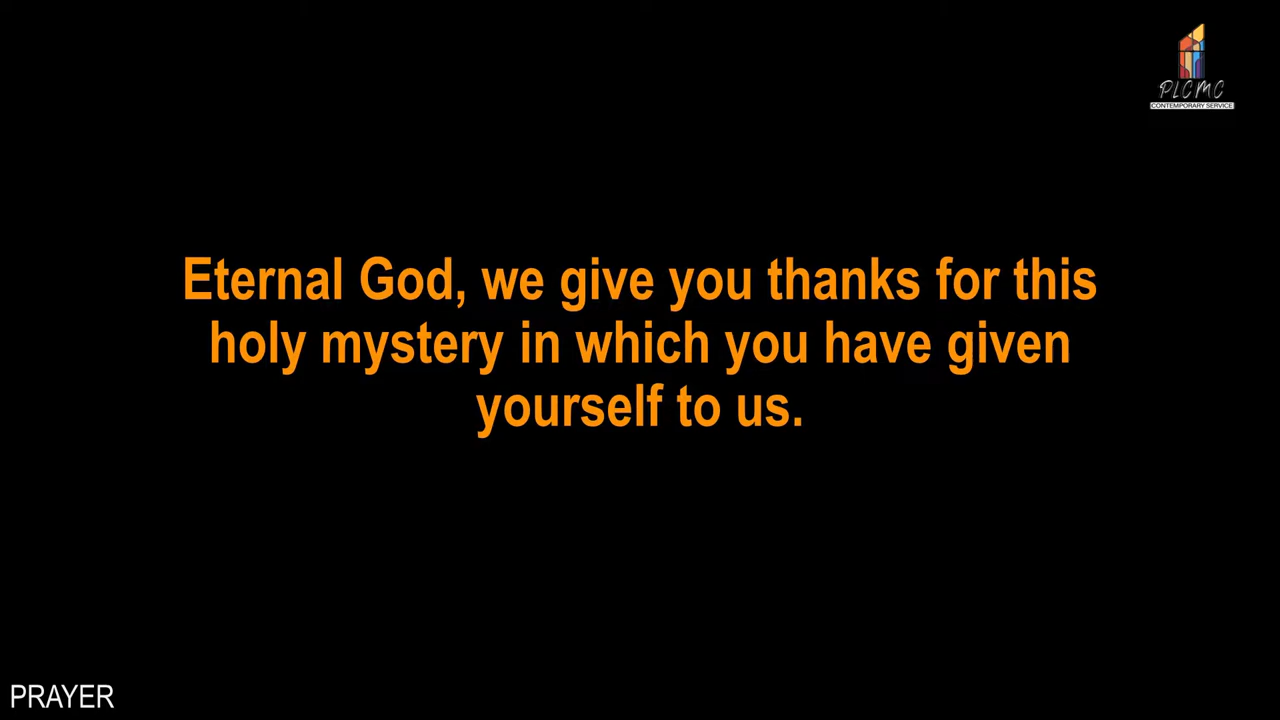 PLCMC
CONTEMPORARY SERVICE
Eternal God, we give you thanks for this
holy mystery in which you have given
yourself to us.
PRAYER